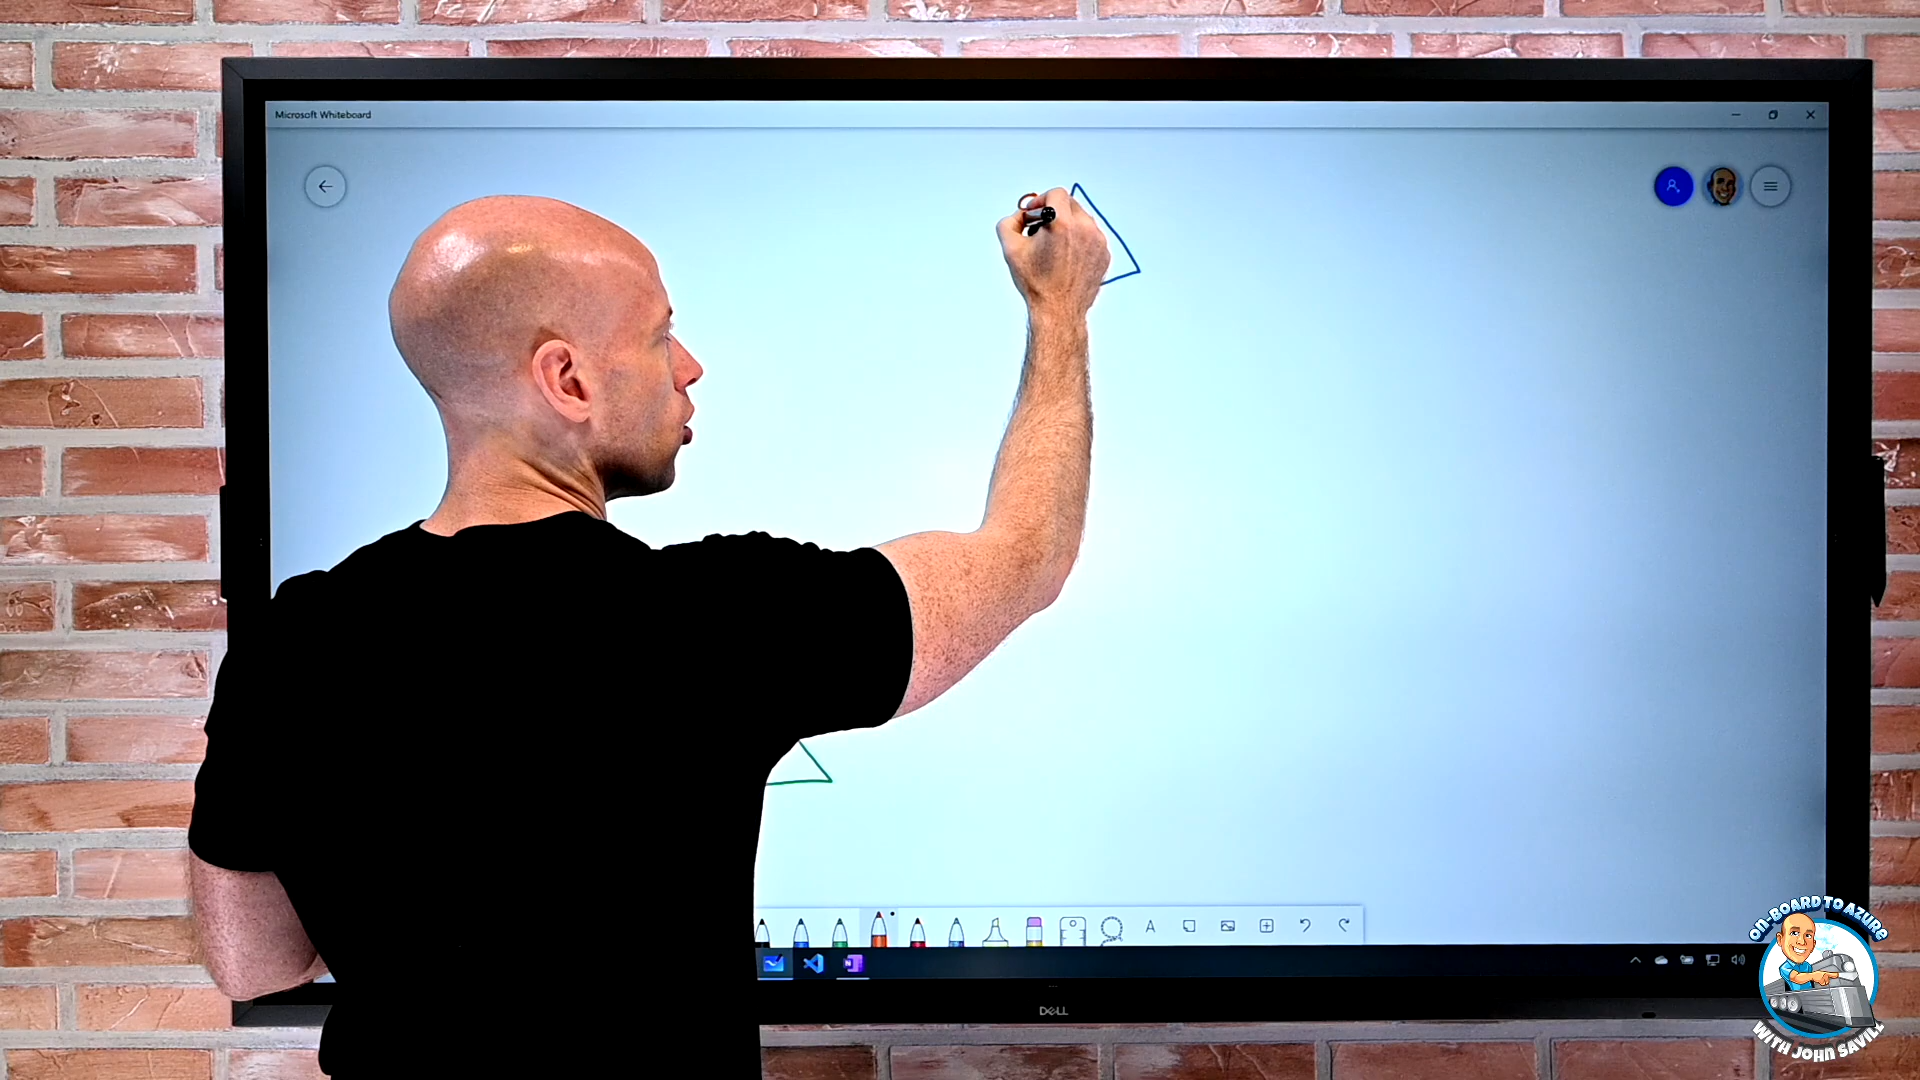 Microsoft Whiteboard
A
N
DELL
ON-BOARD TO AZURE
WITH JOHN SAVILL